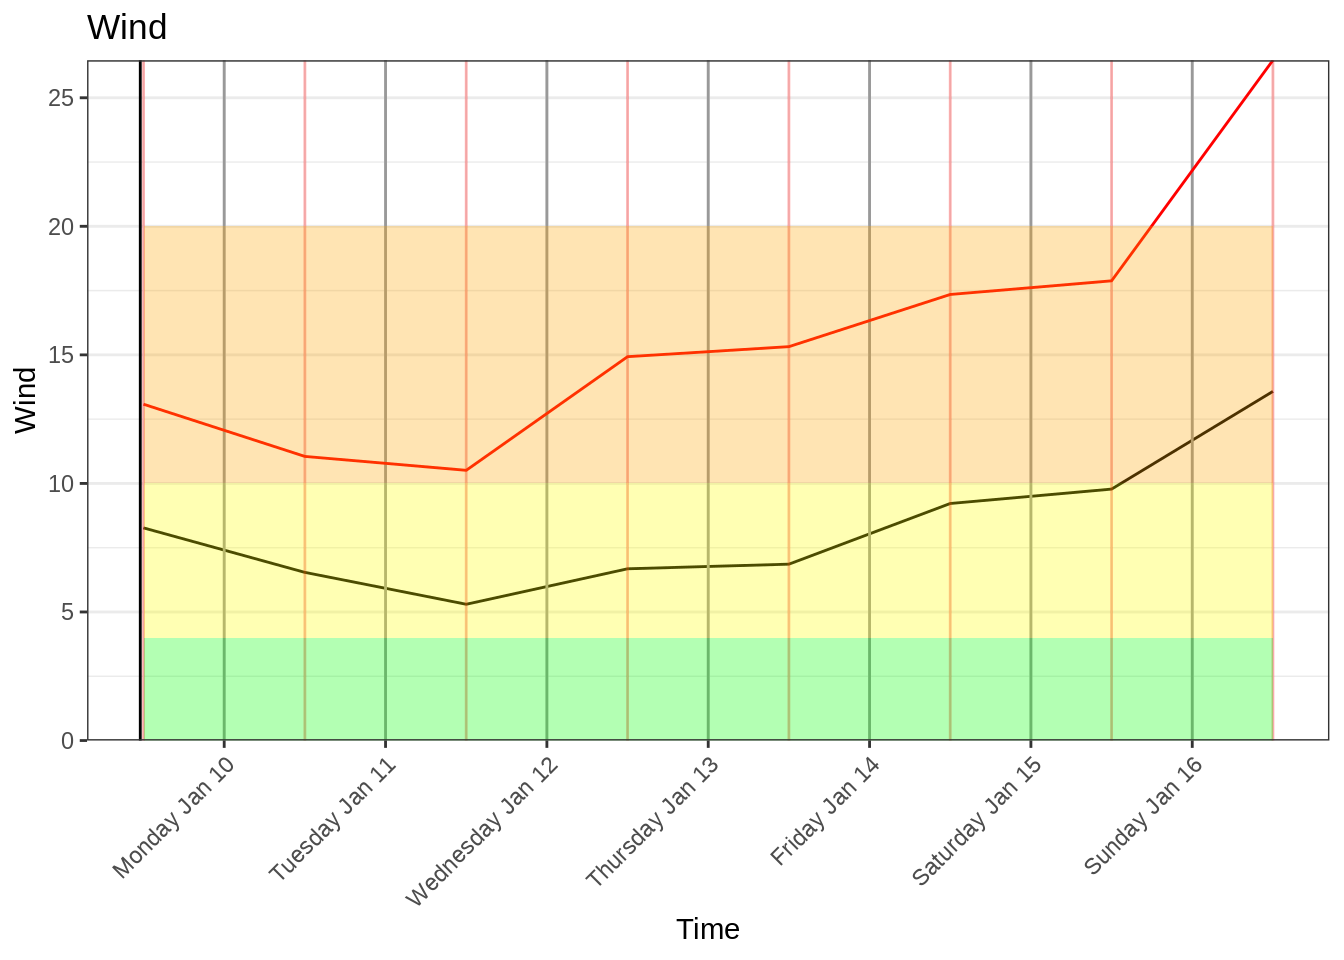 Wind
Wind
25
20
15
10
5
0
Monday Jan 10
Tuesday Jan 11
Wednesday Jan 12
Thursday Jan 13
Friday Jan 14
Saturday Jan 15
Sunday Jan 16
Time